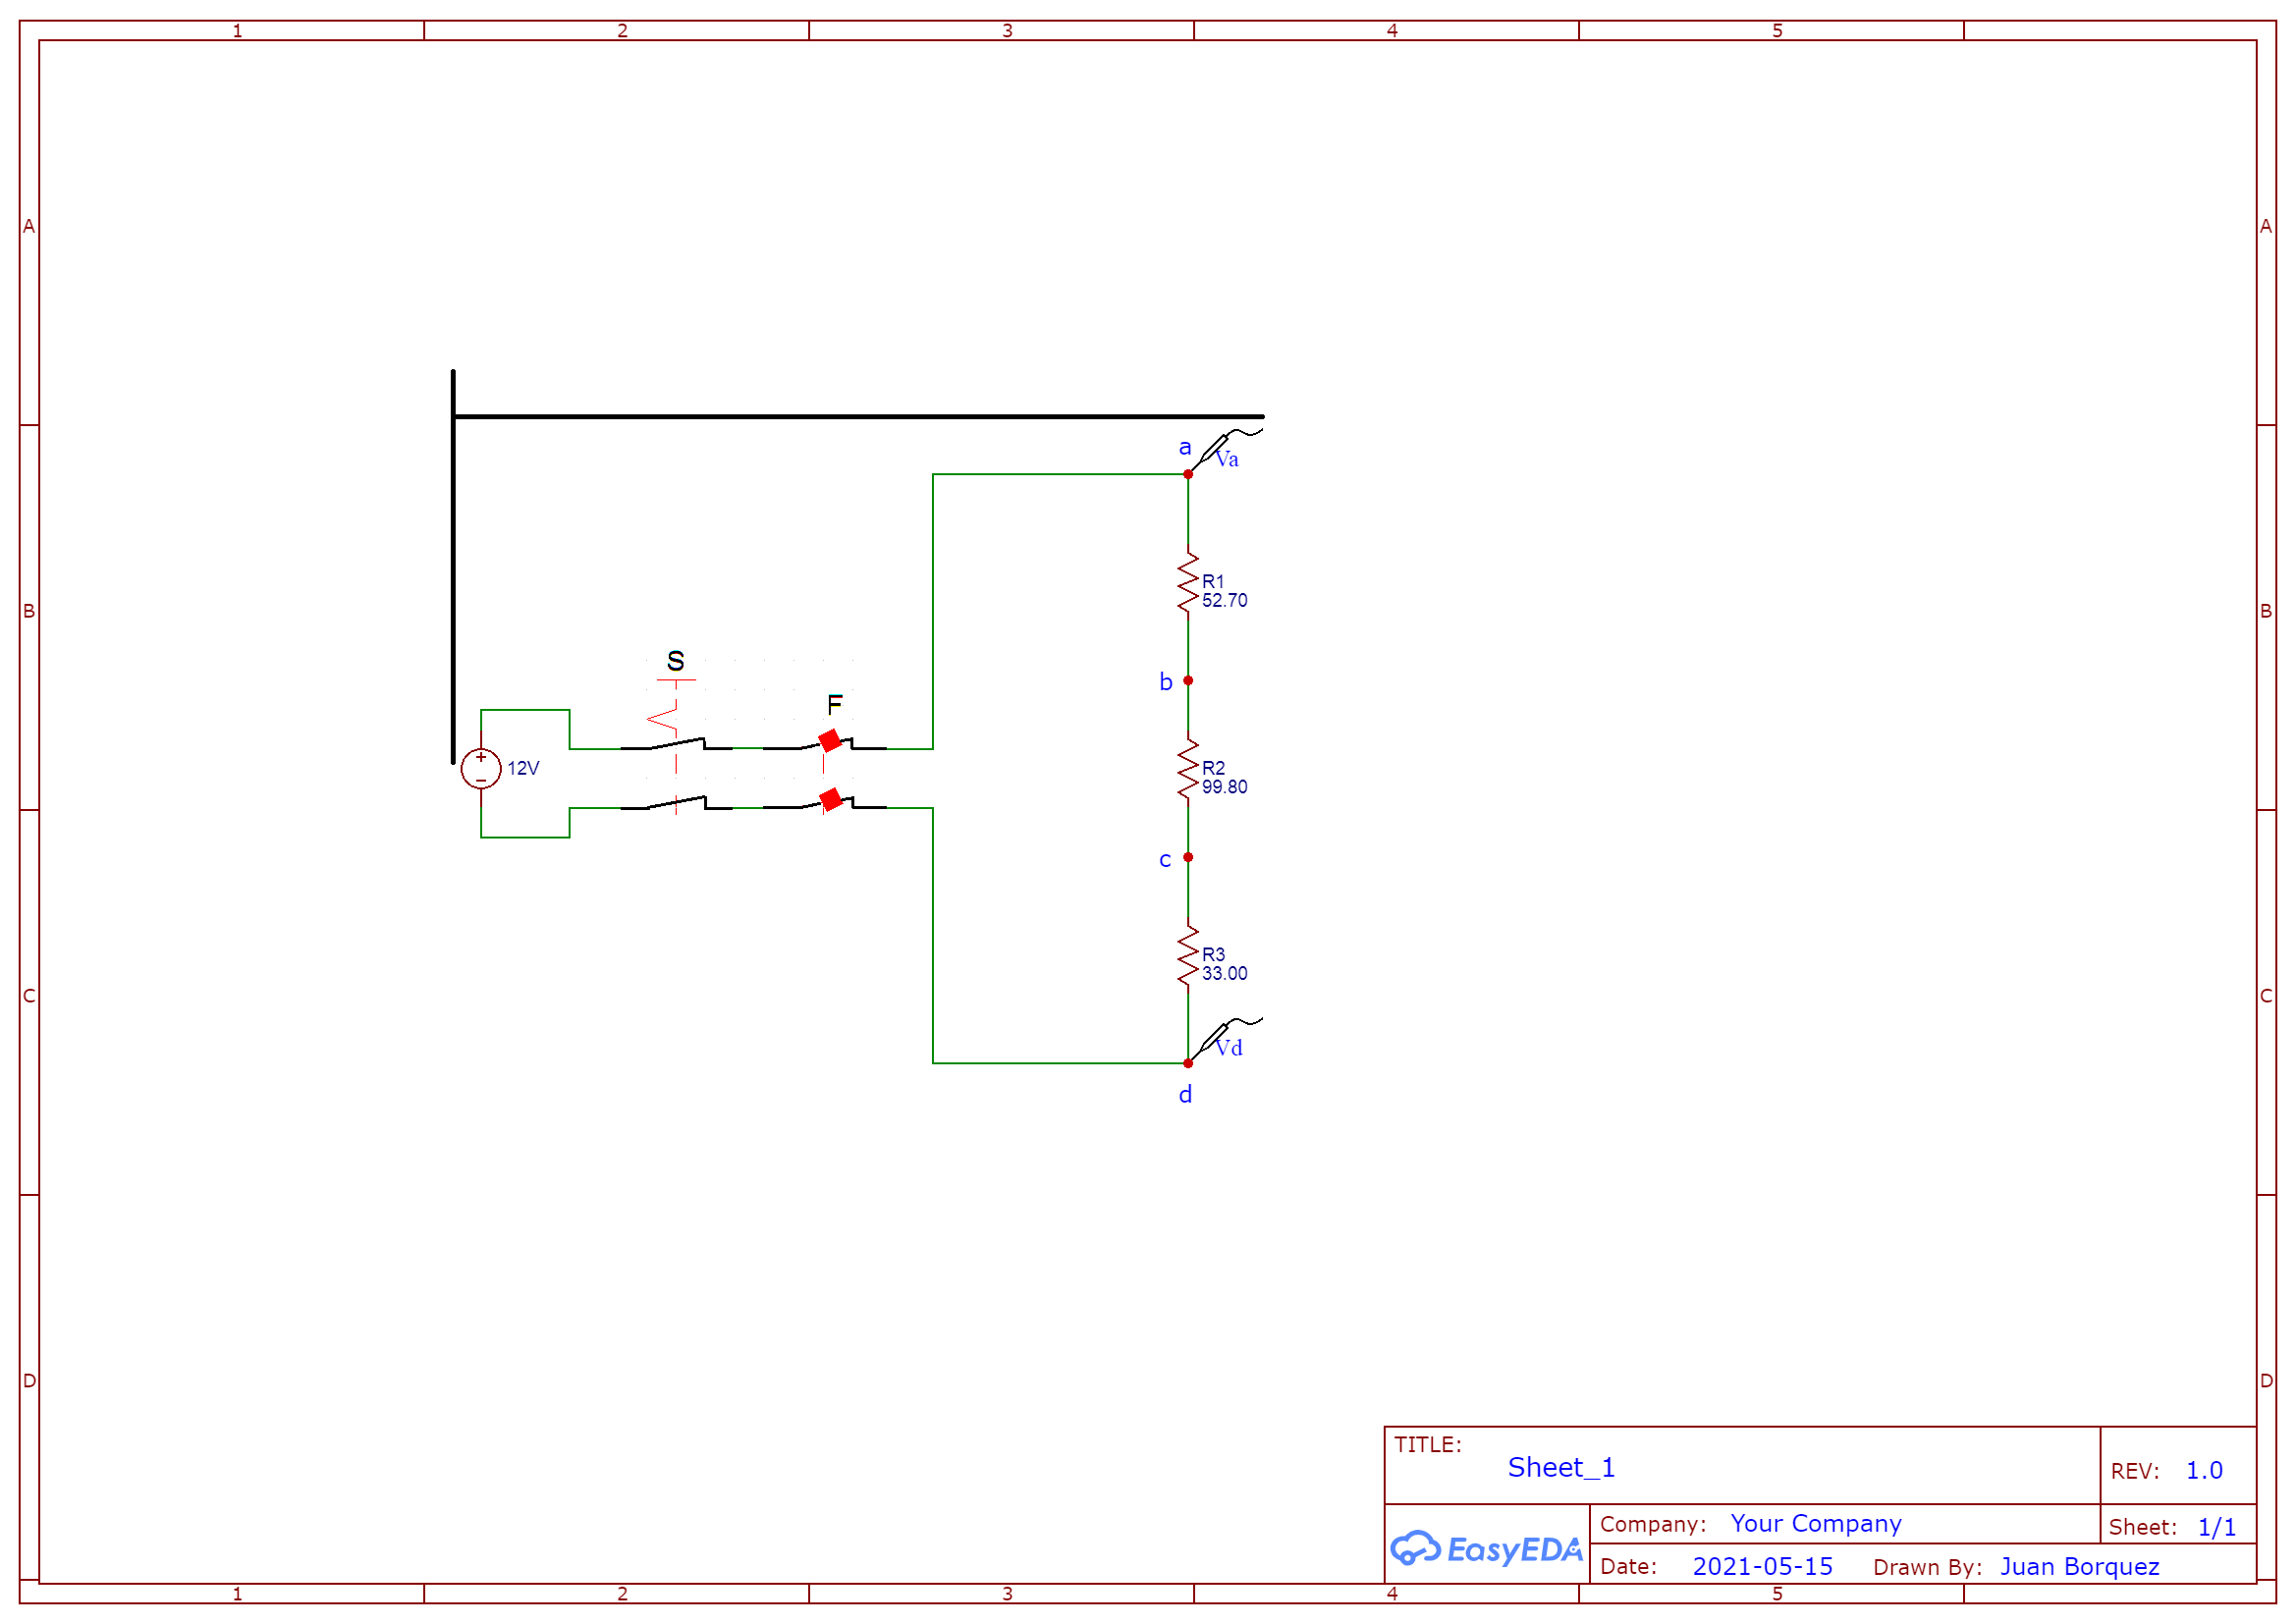 1 2 3 4 5
A A
a
Va
B B
R1
52.70
S
b
F
12V
R2
99.80
c
R3
33.00
C C
Vd
d
D D
TITLE:
Sheet_1
REV: 1.0
EasyEDA
Company: Your Company
Sheet: 1/1
Date: 2021-05-15 Drawn By: Juan Borquez
1 2 3 4 5